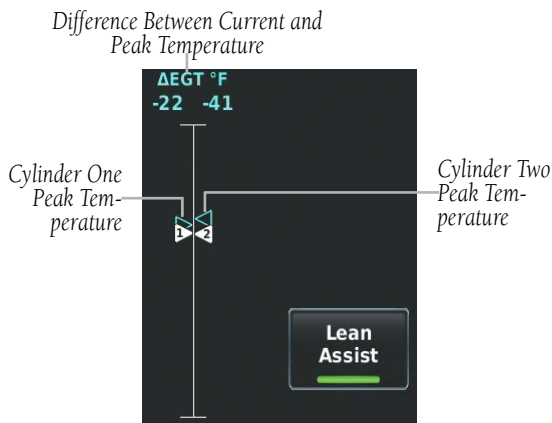 Difference Between Current and
Peak Temperature
ΔEGT °F
-22 -41
Cylinder One
Peak Tem-
perature
Cylinder Two
Peak Tem-
perature
1 2
Lean
Assist